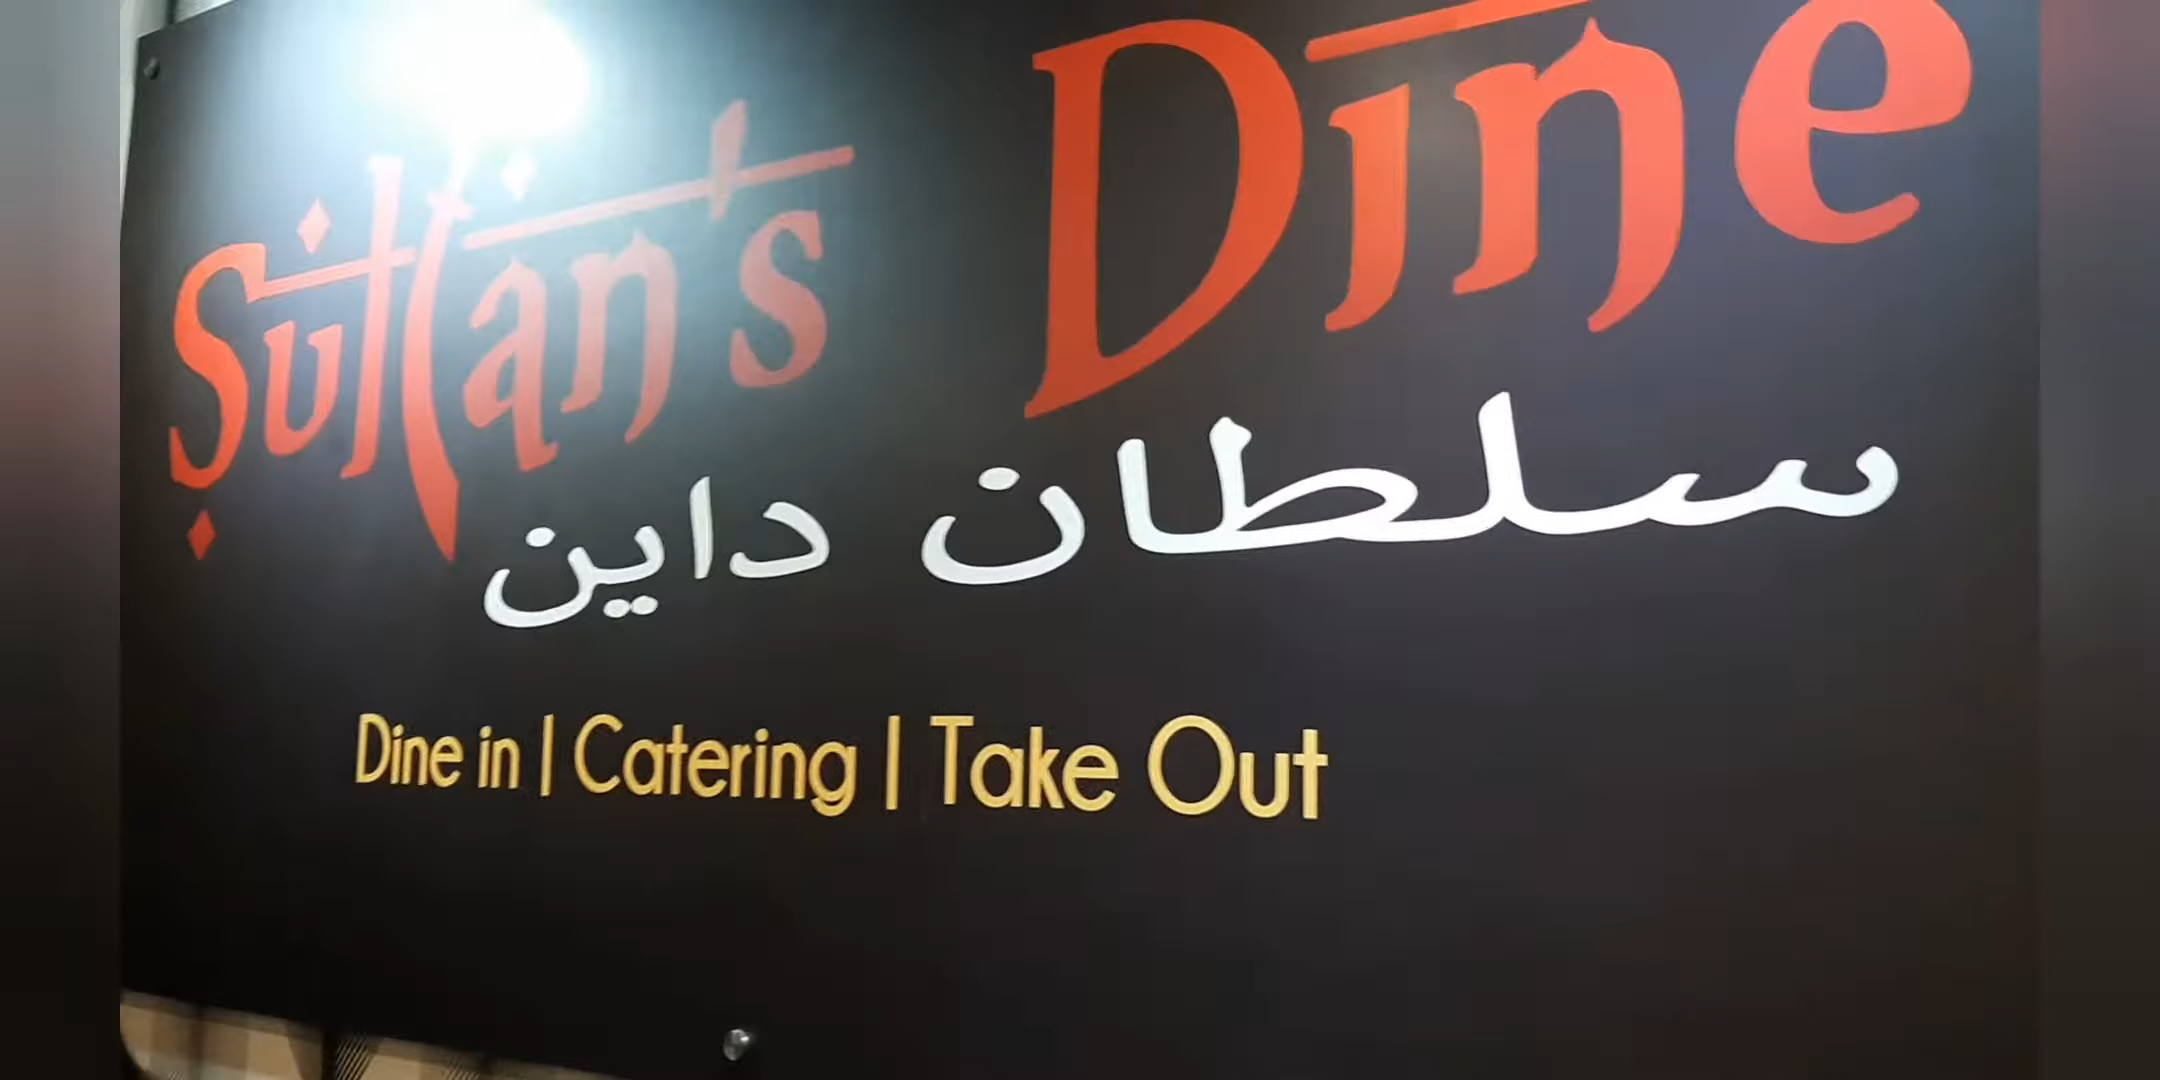 Sultan's Dine
سلطان داين
Dine in | Catering | Take Out